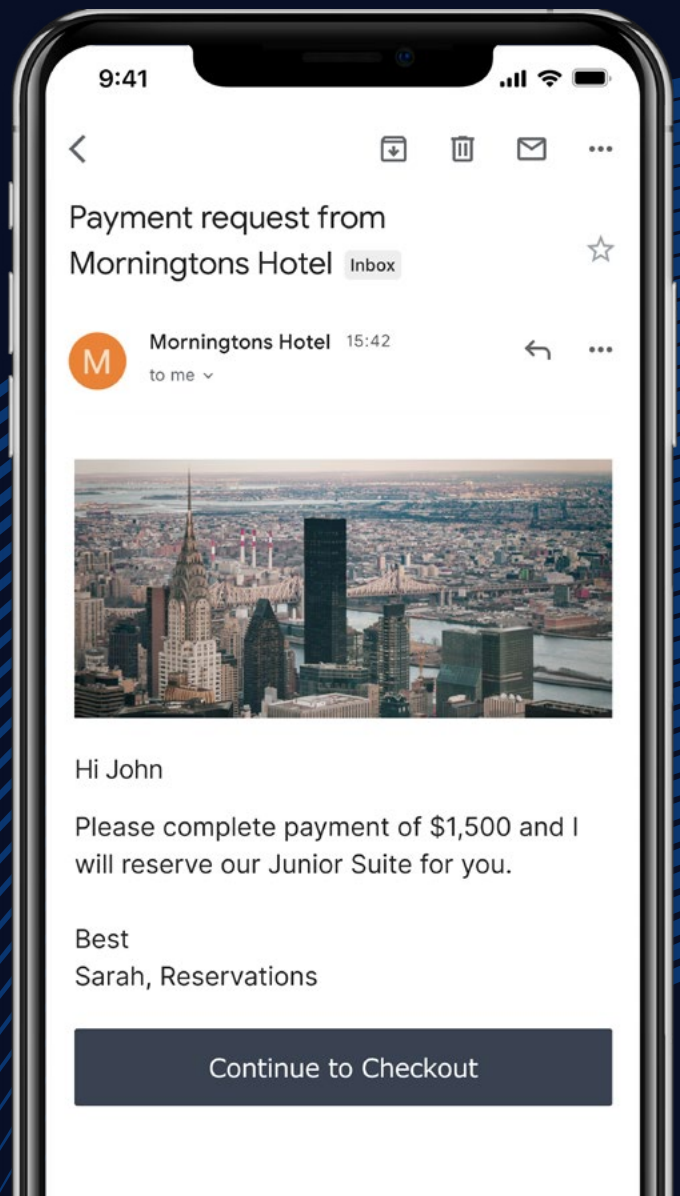 9:41
Payment request from
Morningtons Hotel Inbox
M
Morningtons Hotel 15:42
to me
Hi John
Please complete payment of $1,500 and I
will reserve our Junior Suite for you.
Best
Sarah, Reservations
Continue to Checkout